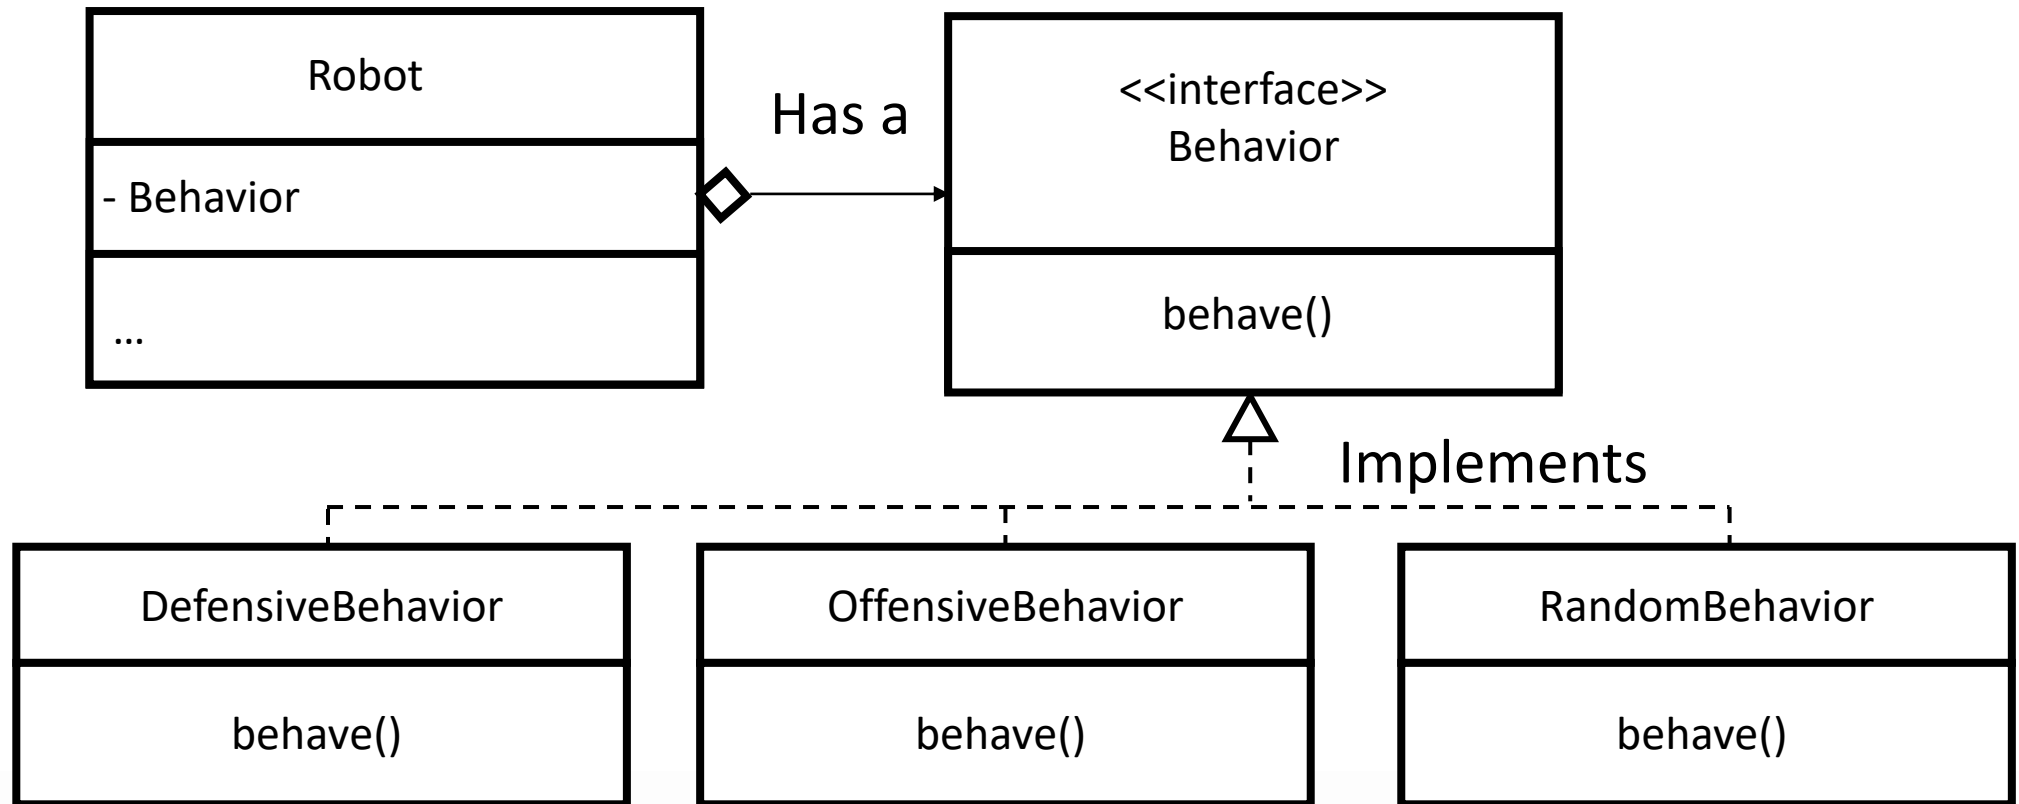 Robot
- Behavior
...
Has a
<<interface>>
Behavior
behave()
Implements
DefensiveBehavior
behave()
OffensiveBehavior
behave()
RandomBehavior
behave()